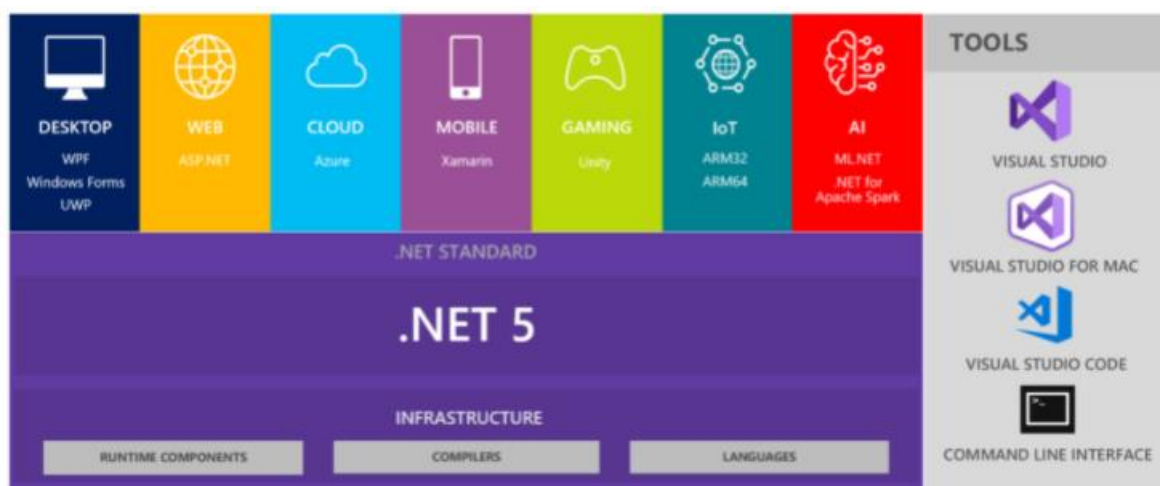 DESKTOP
WPF
Windows Forms
UWP
WEB
ASP.NET
CLOUD
Azure
MOBILE
Xamarin
GAMING
Unity
IoT
ARM32
ARM64
AI
ML.NET
.NET for
Apache Spark
.NET STANDARD
.NET 5
INFRASTRUCTURE
RUNTIME COMPONENTS
COMPILERS
LANGUAGES
TOOLS
VISUAL STUDIO
VISUAL STUDIO FOR MAC
VISUAL STUDIO CODE
>_
COMMAND LINE INTERFACE